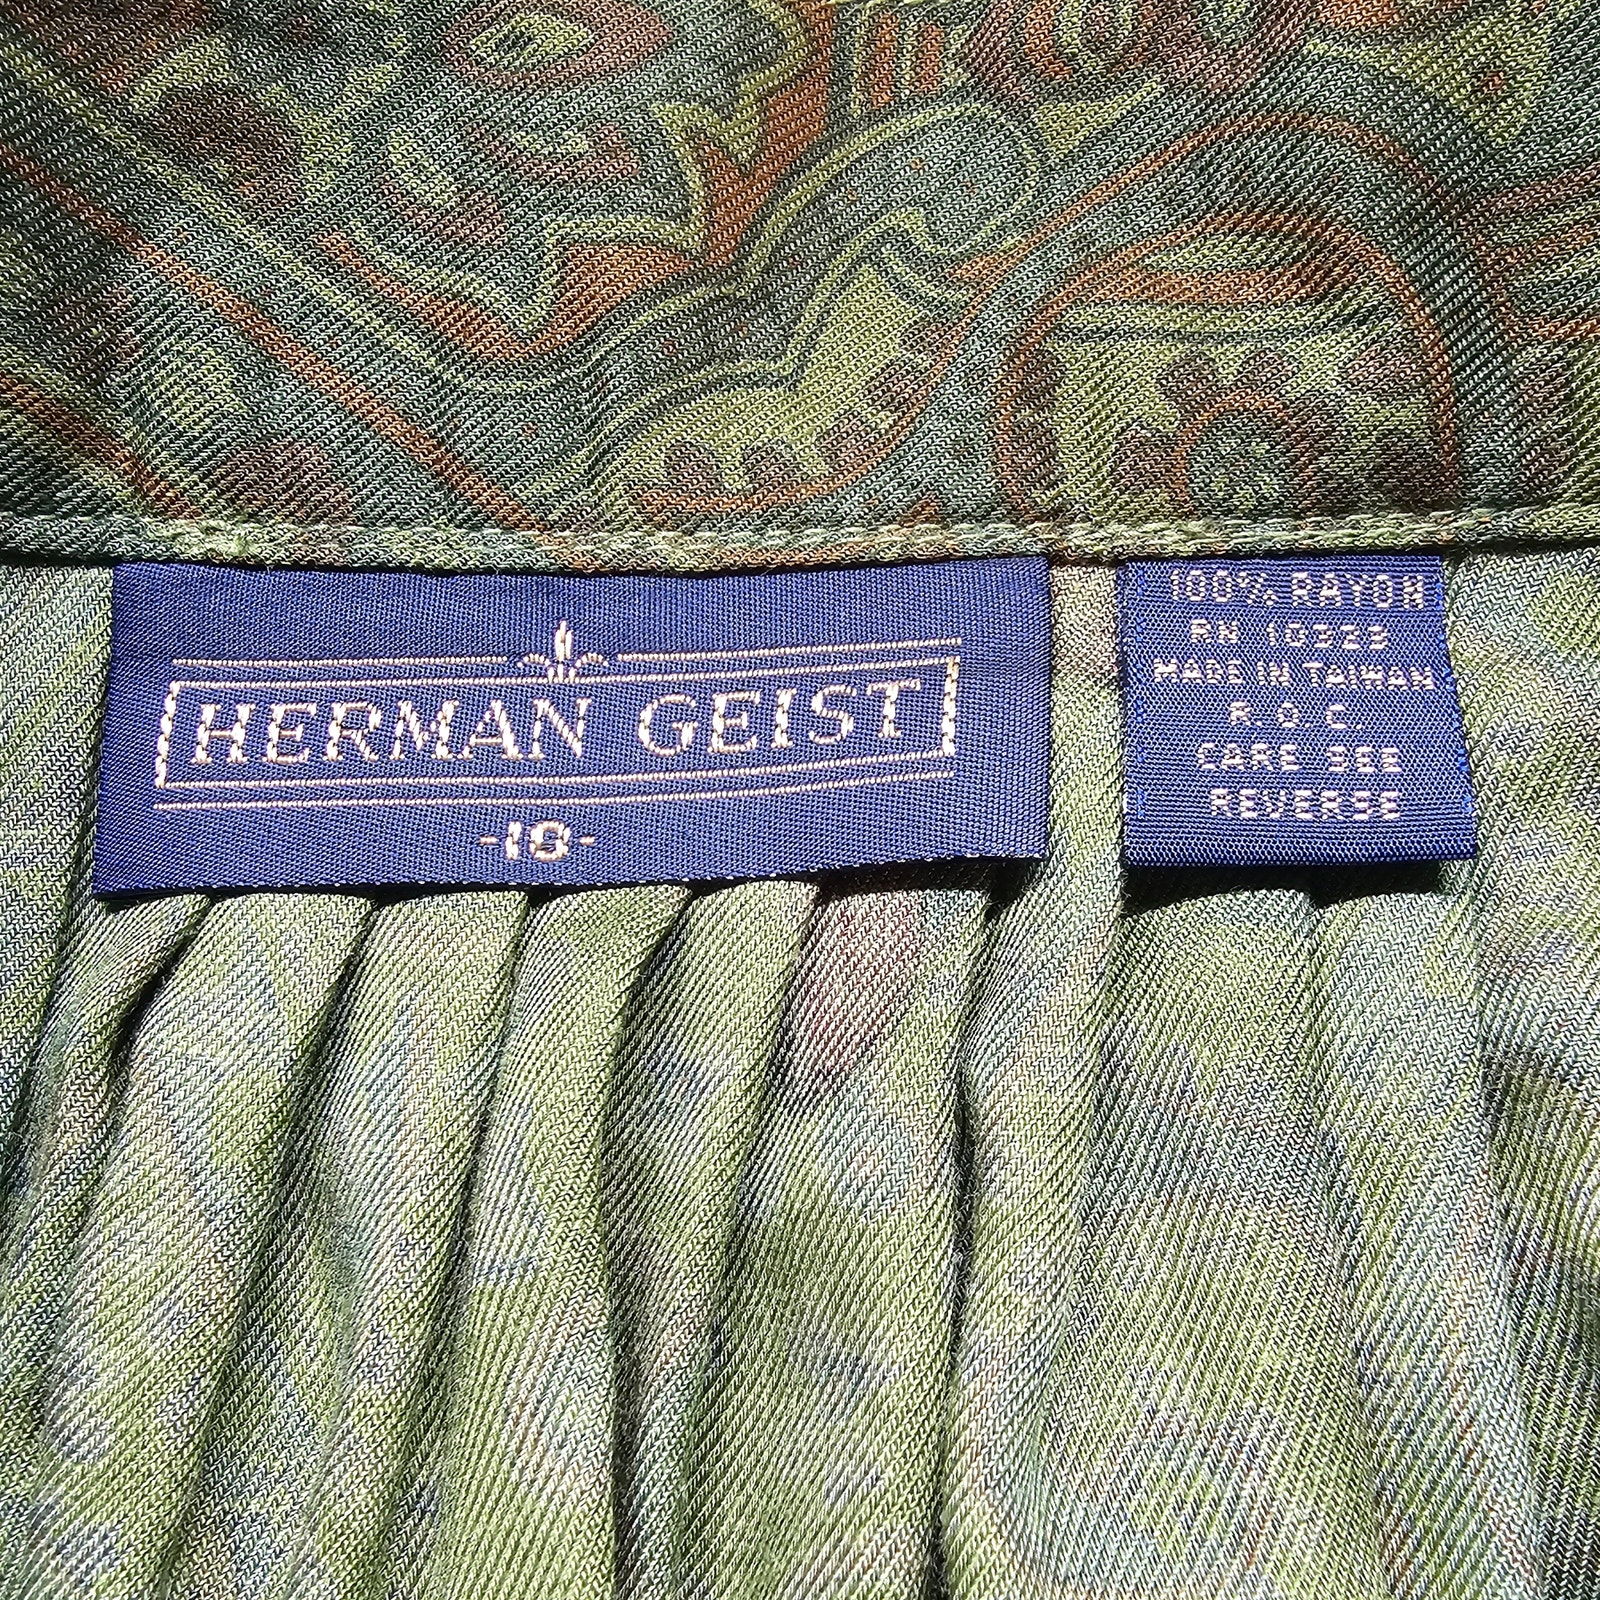 HERMAN GEIST
-18-
100% RAYON
RN 10323
MADE IN TAIWAN
R.O.C.
CARE SEE
REVERSE